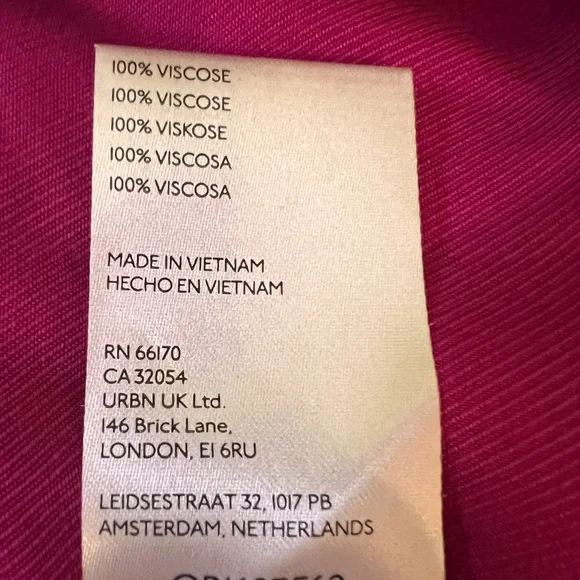 100% VISCOSE
100% VISCOSE
100% VISKOSE
100% VISCOSA
100% VISCOSA
MADE IN VIETNAM
HECHO EN VIETNAM
RN 66170
CA 32054
URBN UK Ltd.
146 Brick Lane,
LONDON, E1 6RU
LEIDSESTRAAT 32, 1017 PB
AMSTERDAM, NETHERLANDS